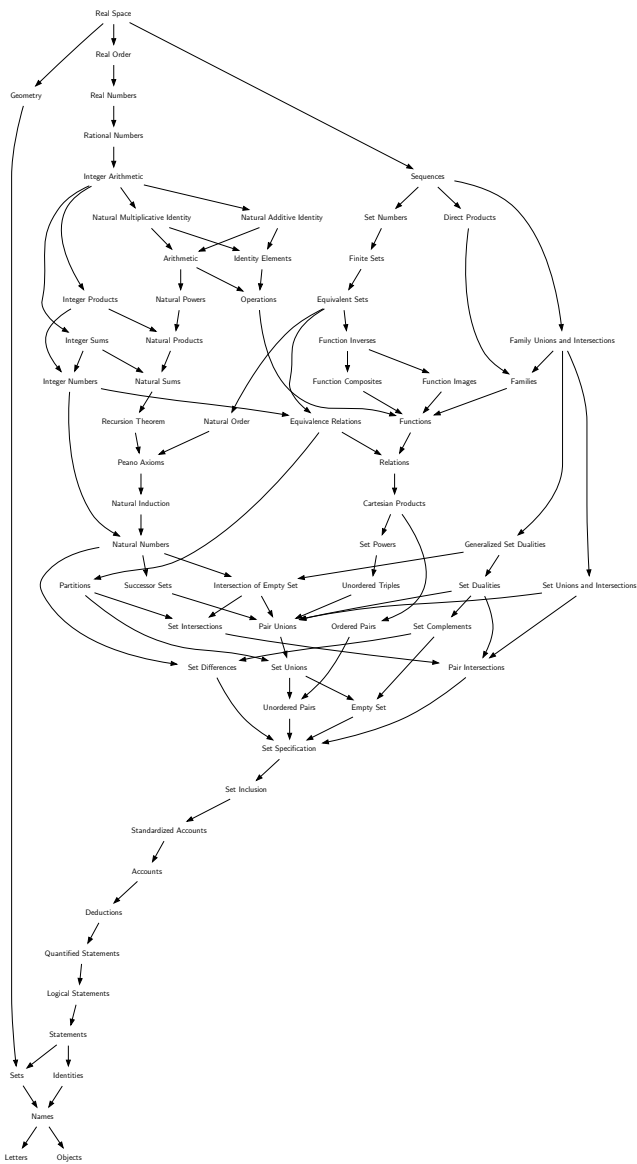 Real Space
Real Order
Geometry
Real Numbers
Rational Numbers
Integer Arithmetic
Sequences
Natural Multiplicative Identity
Natural Additive Identity
Set Numbers
Direct Products
Arithmetic
Identity Elements
Finite Sets
Integer Products
Natural Powers
Operations
Equivalent Sets
Integer Sums
Natural Products
Function Inverses
Family Unions and Intersections
Integer Numbers
Natural Sums
Function Composites
Function Images
Families
Recursion Theorem
Natural Order
Equivalence Relations
Functions
Peano Axioms
Relations
Natural Induction
Cartesian Products
Natural Numbers
Set Powers
Generalized Set Dualities
Partitions
Successor Sets
Intersection of Empty Set
Unordered Triples
Set Dualities
Set Unions and Intersections
Set Intersections
Pair Unions
Ordered Pairs
Set Complements
Set Differences
Set Unions
Pair Intersections
Unordered Pairs
Empty Set
Set Specification
Set Inclusion
Standardized Accounts
Accounts
Deductions
Quantified Statements
Logical Statements
Statements
Sets
Identities
Names
Letters
Objects